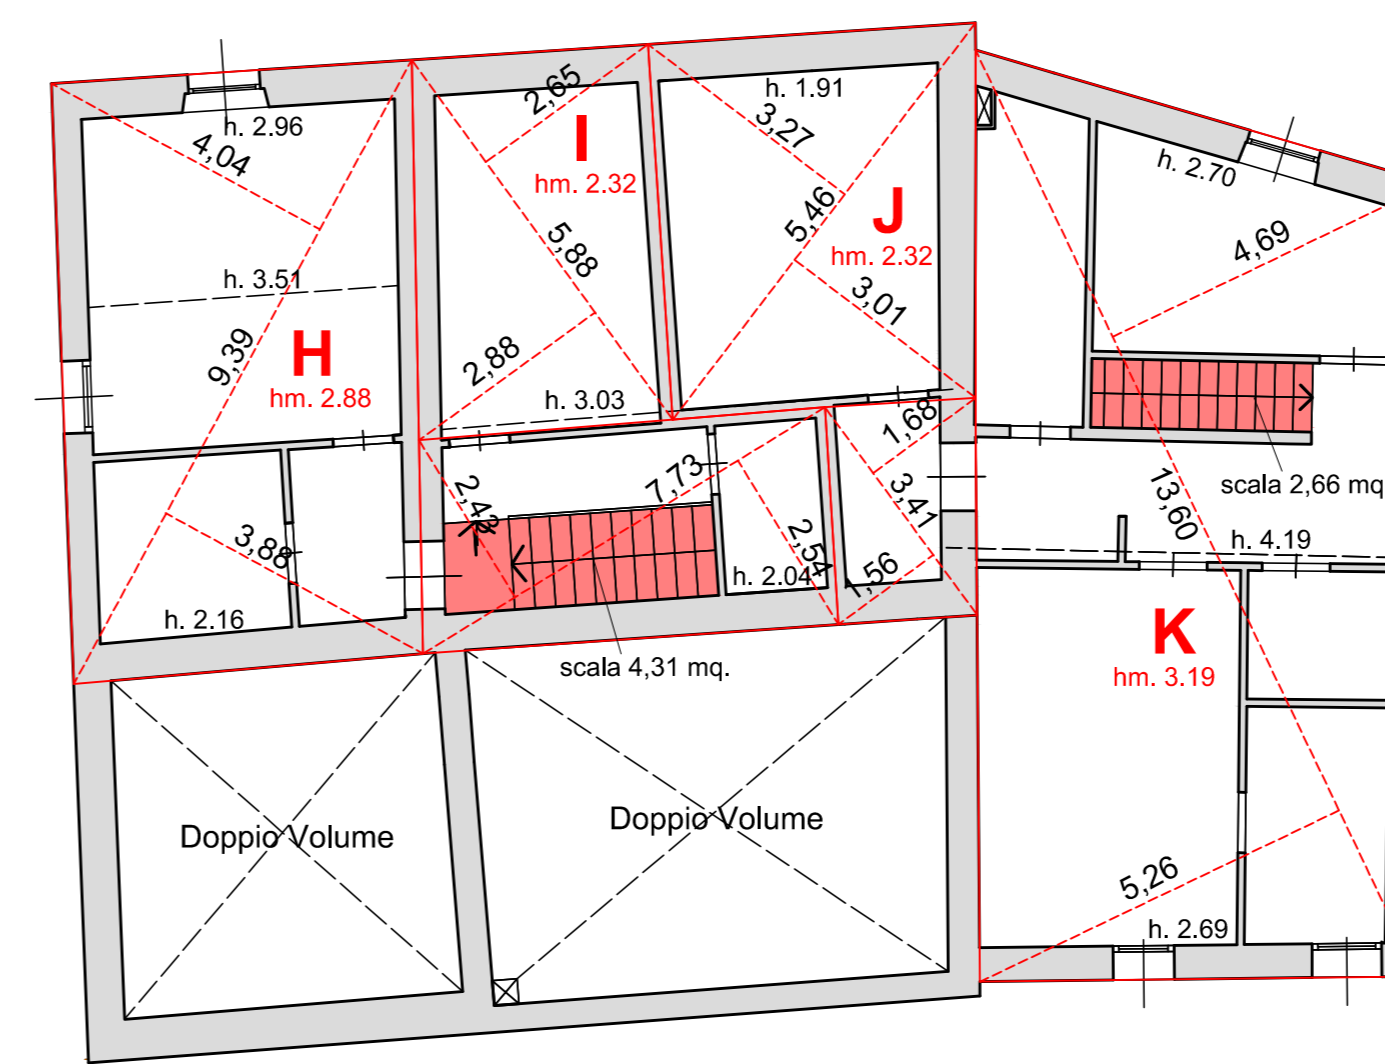 h. 2.96
4,04
h. 3.51
9,39
H
hm. 2.88
3,88
h. 2.16
2,65
I
hm. 2.32
5,88
2,88
h. 3.03
h. 1.91
3,27
5,46
J
hm. 2.32
3,01
1,68
3,41
1,56
2,43
7,73
2,54
h. 2.04
scala 4,31 mq.
h. 2.70
4,69
scala 2,66 mq
13,60
h. 4.19
K
hm. 3.19
5,26
h. 2.69
Doppio Volume
Doppio Volume